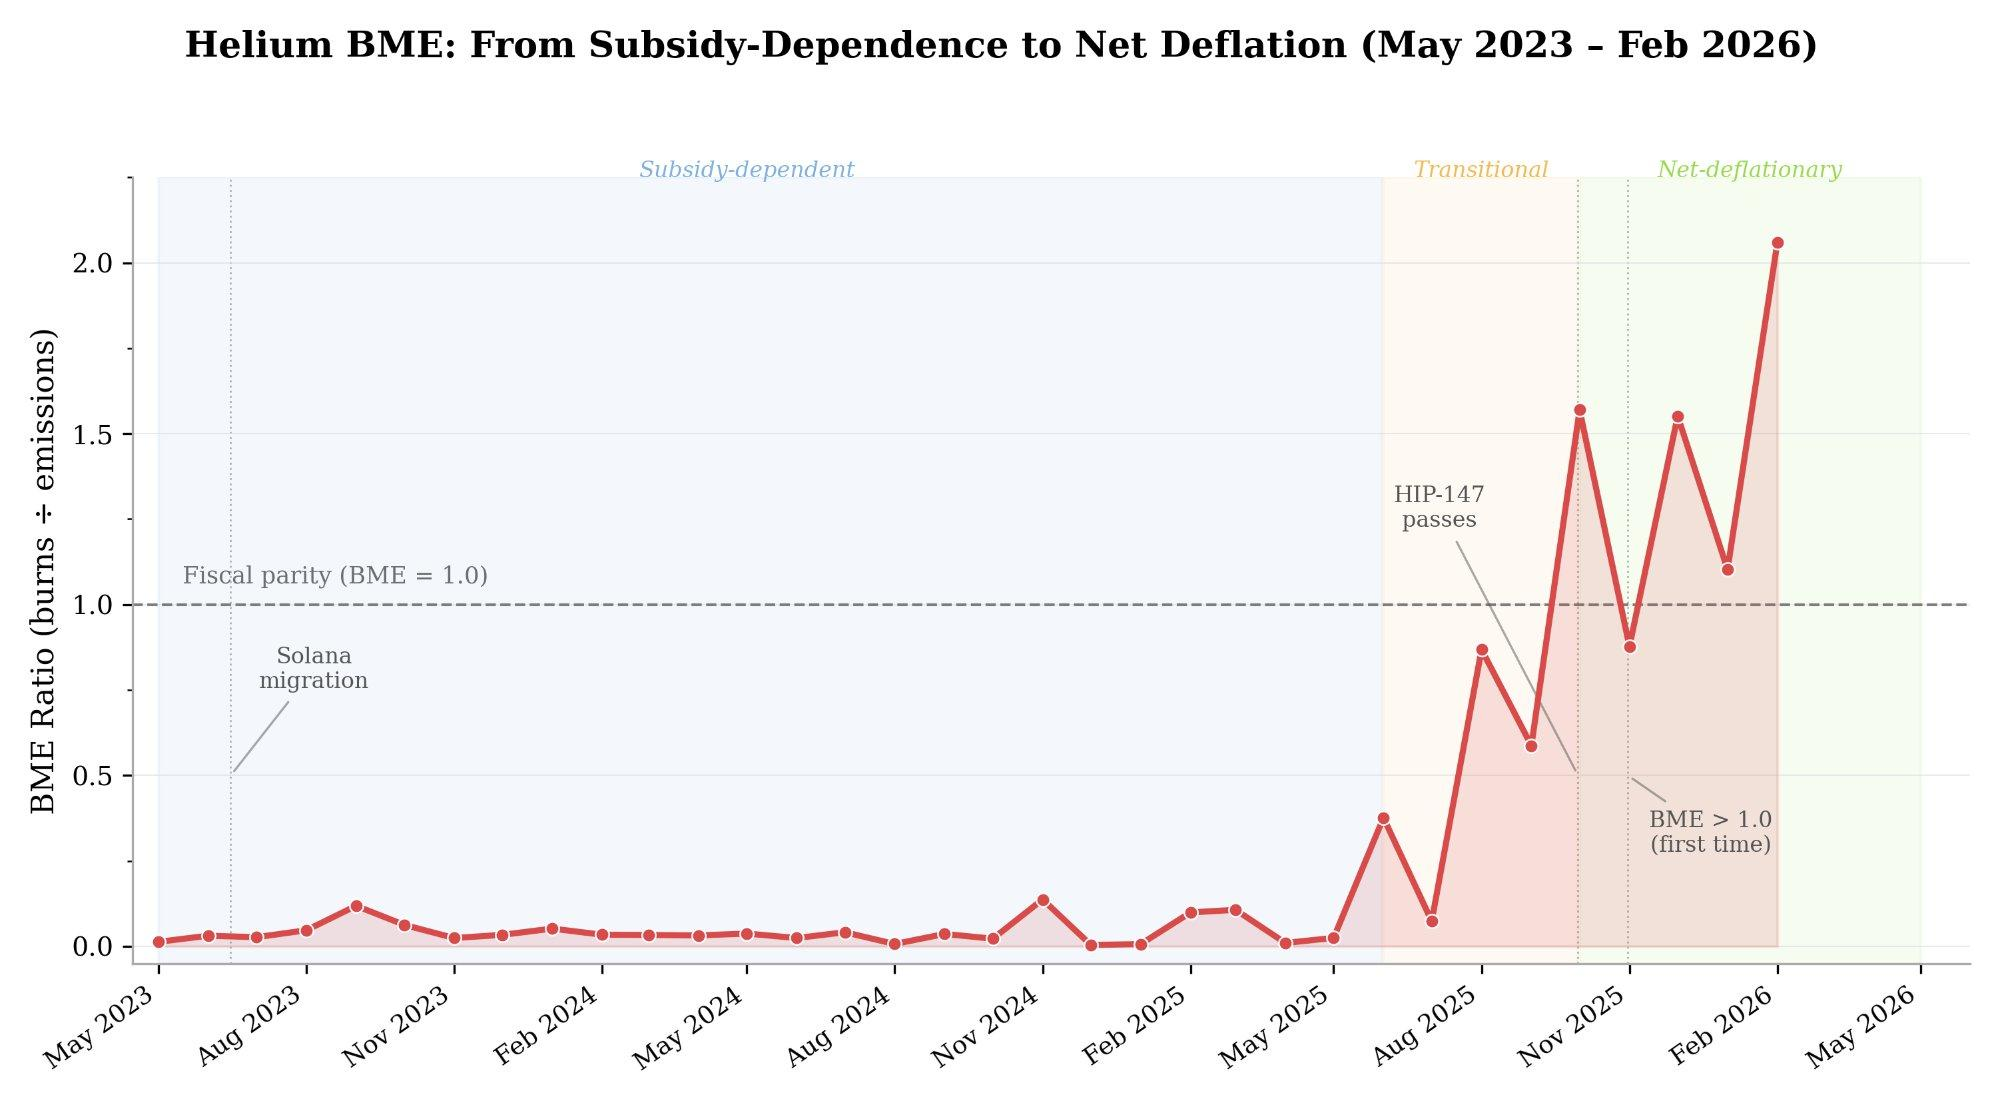 Helium BME: From Subsidy-Dependence to Net Deflation (May 2023 – Feb 2026)
Subsidy-dependent
Transitional
Net-deflationary
BME Ratio (burns ÷ emissions)
2.0
1.5
1.0
0.5
0.0
HIP-147
passes
Fiscal parity (BME = 1.0)
Solana
migration
BME > 1.0
(first time)
May 2023
Aug 2023
Nov 2023
Feb 2024
May 2024
Aug 2024
Nov 2024
Feb 2025
May 2025
Aug 2025
Nov 2025
Feb 2026
May 2026